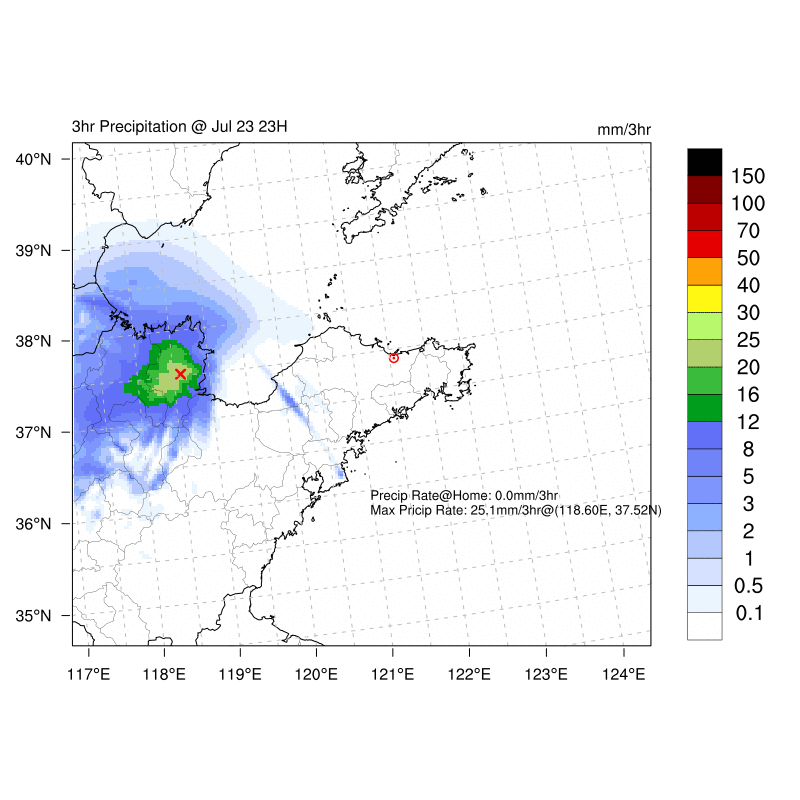 3hr Precipitation @ Jul 23 23H
mm/3hr
40°N
39°N
38°N
37°N
36°N
35°N
117°E 118°E 119°E 120°E 121°E 122°E 123°E 124°E
Precip Rate@Home: 0.0mm/3hr
Max Pricip Rate: 25.1mm/3hr@(118.60E, 37.52N)
150
100
70
50
40
30
25
20
16
12
8
5
3
2
1
0.5
0.1